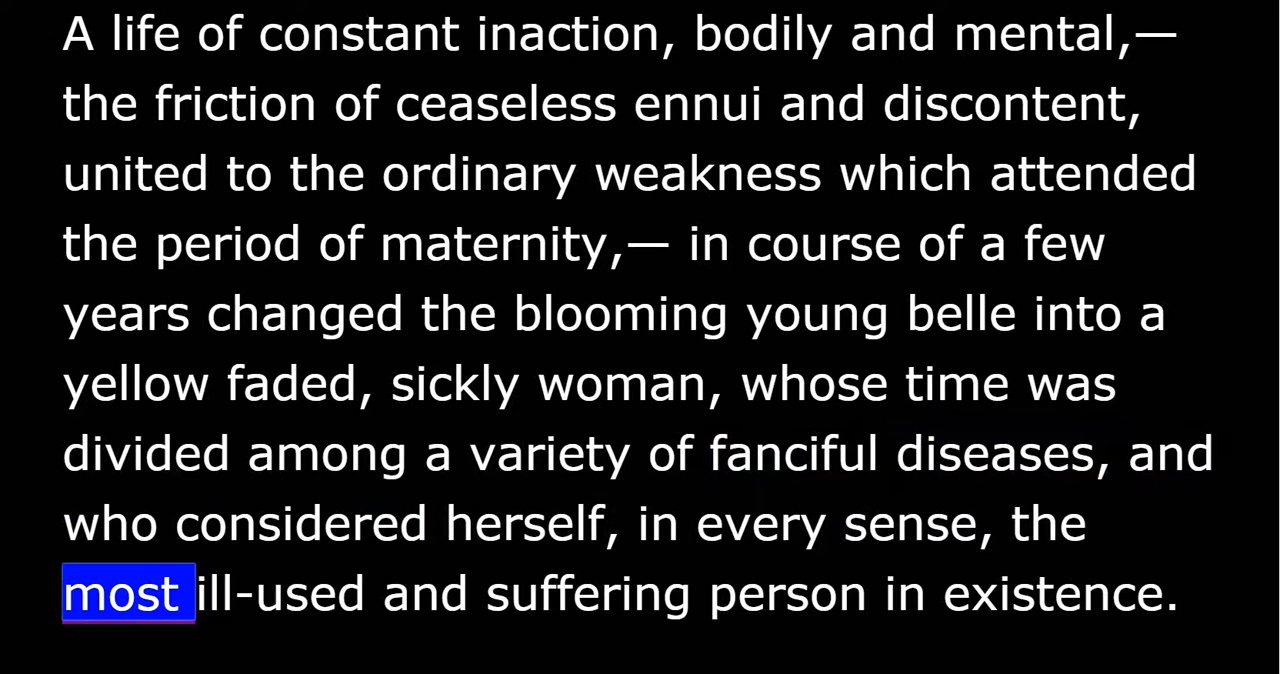 A life of constant inaction, bodily and mental,—
the friction of ceaseless ennui and discontent,
united to the ordinary weakness which attended
the period of maternity,— in course of a few
years changed the blooming young belle into a
yellow faded, sickly woman, whose time was
divided among a variety of fanciful diseases, and
who considered herself, in every sense, the
most ill-used and suffering person in existence.